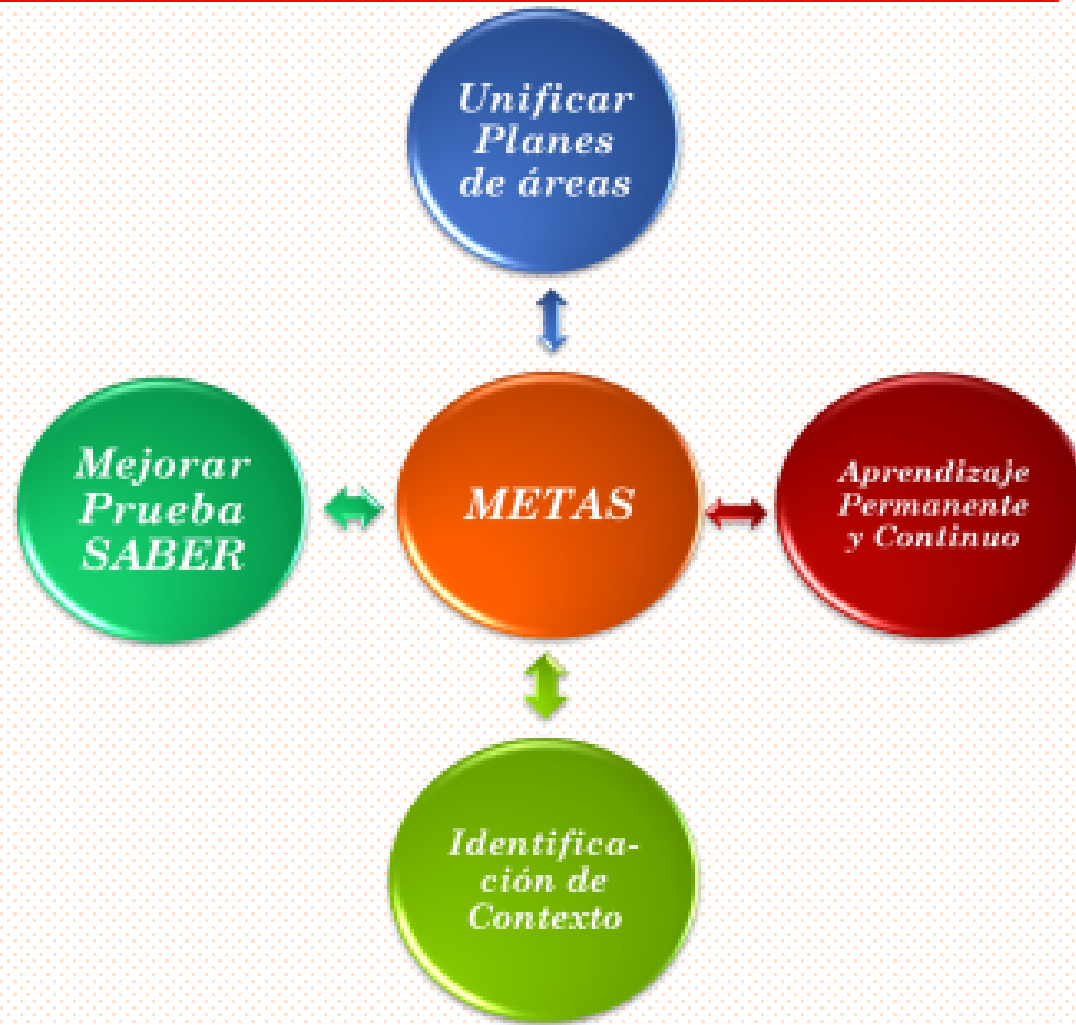 Unificar
Planes
de áreas
Mejorar
Prueba
SABER
METAS
Aprendizaje
Permanente
y Continuo
Identifica-
ción de
Contexto